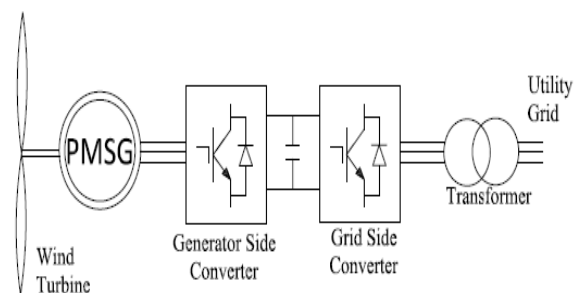 PMSG
Wind
Turbine
Generator Side
Converter
Grid Side
Converter
Transformer
Utility
Grid